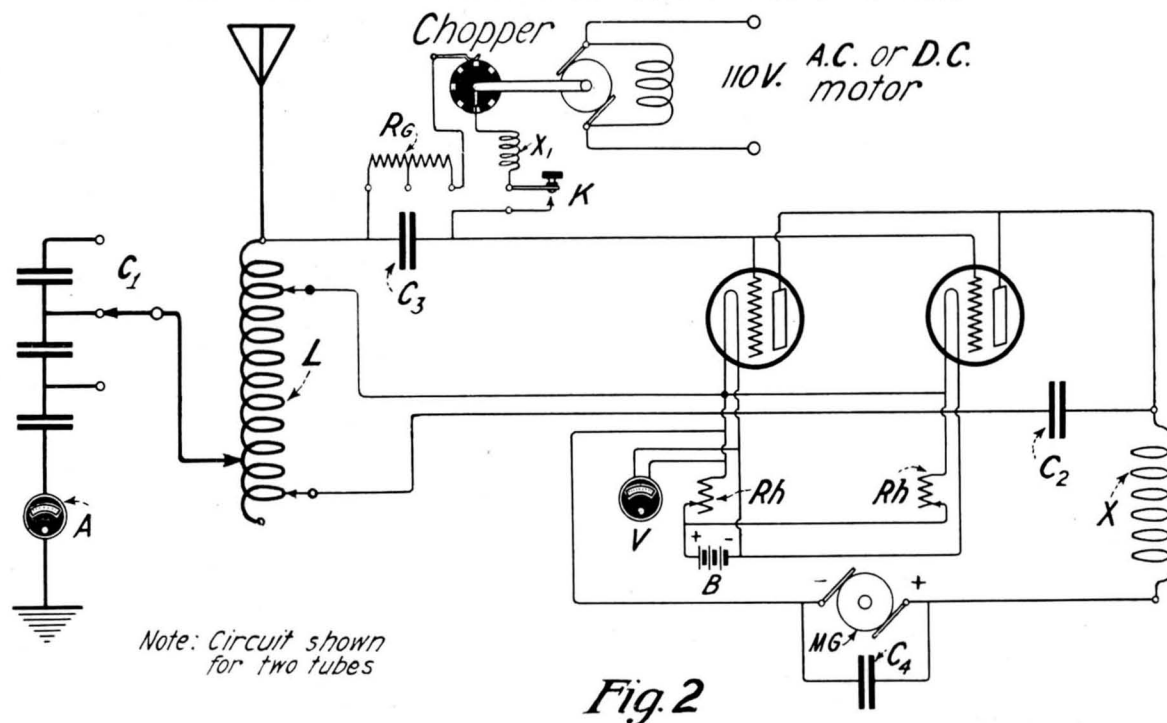 Chopper
110V.
A.C. or D.C.
motor
RG
X1
K
C1
C3
L
A
C2
X
Rh
Rh
V
+ -
B
- +
MG
C4
Note: Circuit shown
for two tubes
Fig. 2